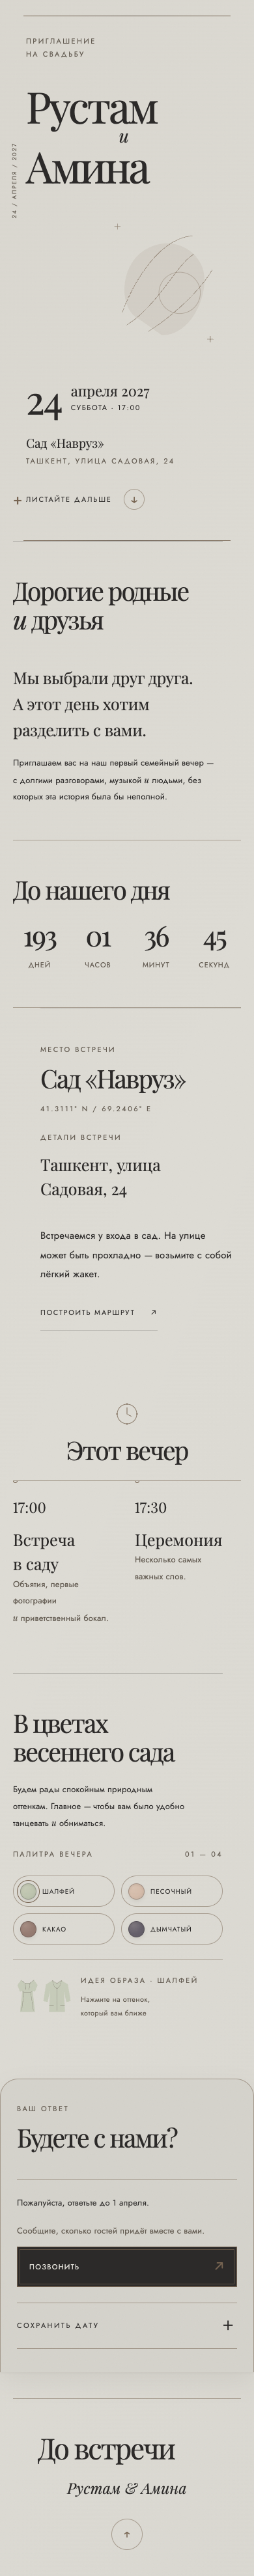 ПРИГЛАШЕНИЕ
НА СВАДЬБУ
Рустам
и
Амина
24 / АПРЕЛЯ / 2027
24
апреля 2027
СУББОТА · 17:00
Сад «Навруз»
ТАШКЕНТ, УЛИЦА САДОВАЯ, 24
ЛИСТАЙТЕ ДАЛЬШЕ
Дорогие родные
и друзья
Мы выбрали друг друга.
А этот день хотим
разделить с вами.
Приглашаем вас на наш первый семейный вечер —
с долгими разговорами, музыкой и людьми, без
которых эта история была бы неполной.
До нашего дня
193 01 36 45
ДНЕЙ ЧАСОВ МИНУТ СЕКУНД
МЕСТО ВСТРЕЧИ
Сад «Навруз»
41.3111° N / 69.2406° E
ДЕТАЛИ ВСТРЕЧИ
Ташкент, улица
Садовая, 24
Встречаемся у входа в сад. На улице
может быть прохладно — возьмите с собой
лёгкий жакет.
ПОСТРОИТЬ МАРШРУТ ↗
Этот вечер
17:00
Встреча
в саду
Объятия, первые
фотографии
и приветственный бокал.
17:30
Церемония
Несколько самых
важных слов.
В цветах
весеннего сада
Будем рады спокойным природным
оттенкам. Главное — чтобы вам было удобно
танцевать и обниматься.
ПАЛИТРА ВЕЧЕРА 01 — 04
ШАЛФЕЙ ПЕСОЧНЫЙ
КАКАО ДЫМЧАТЫЙ
ИДЕЯ ОБРАЗА · ШАЛФЕЙ
Нажмите на оттенок,
который вам ближе
ВАШ ОТВЕТ
Будете с нами?
Пожалуйста, ответьте до 1 апреля.
Сообщите, сколько гостей придёт вместе с вами.
ПОЗВОНИТЬ ↗
СОХРАНИТЬ ДАТУ +
До встречи
Рустам & Амина